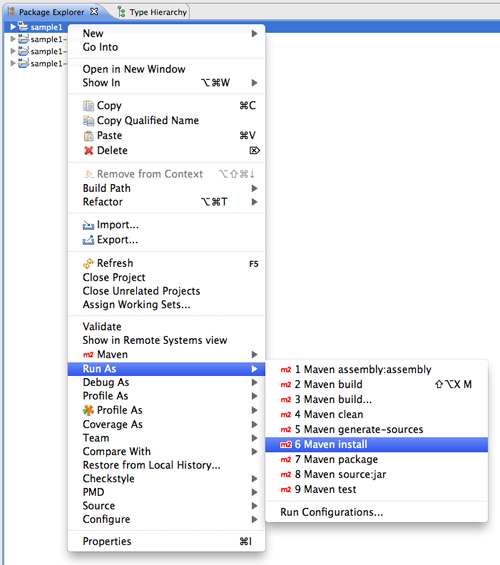 Package Explorer Type Hierarchy
sample1
sample1-
sample1-
sample1-
New
Go Into
Open in New Window
Show In ⌥⌘W
Copy ⌘C
Copy Qualified Name
Paste ⌘V
Delete ⌦
Remove from Context ⌥⇧⌘↓
Build Path
Refactor ⌥⌘T
Import...
Export...
Refresh F5
Close Project
Close Unrelated Projects
Assign Working Sets...
Validate
Show in Remote Systems view
m2 Maven
Run As
Debug As
Profile As
Profile As
Coverage As
Team
Compare With
Restore from Local History...
Checkstyle
PMD
Source
Configure
Properties ⌘I
m2 1 Maven assembly:assembly
m2 2 Maven build ⇧⌥X M
m2 3 Maven build...
m2 4 Maven clean
m2 5 Maven generate-sources
m2 6 Maven install
m2 7 Maven package
m2 8 Maven source:jar
m2 9 Maven test
Run Configurations...